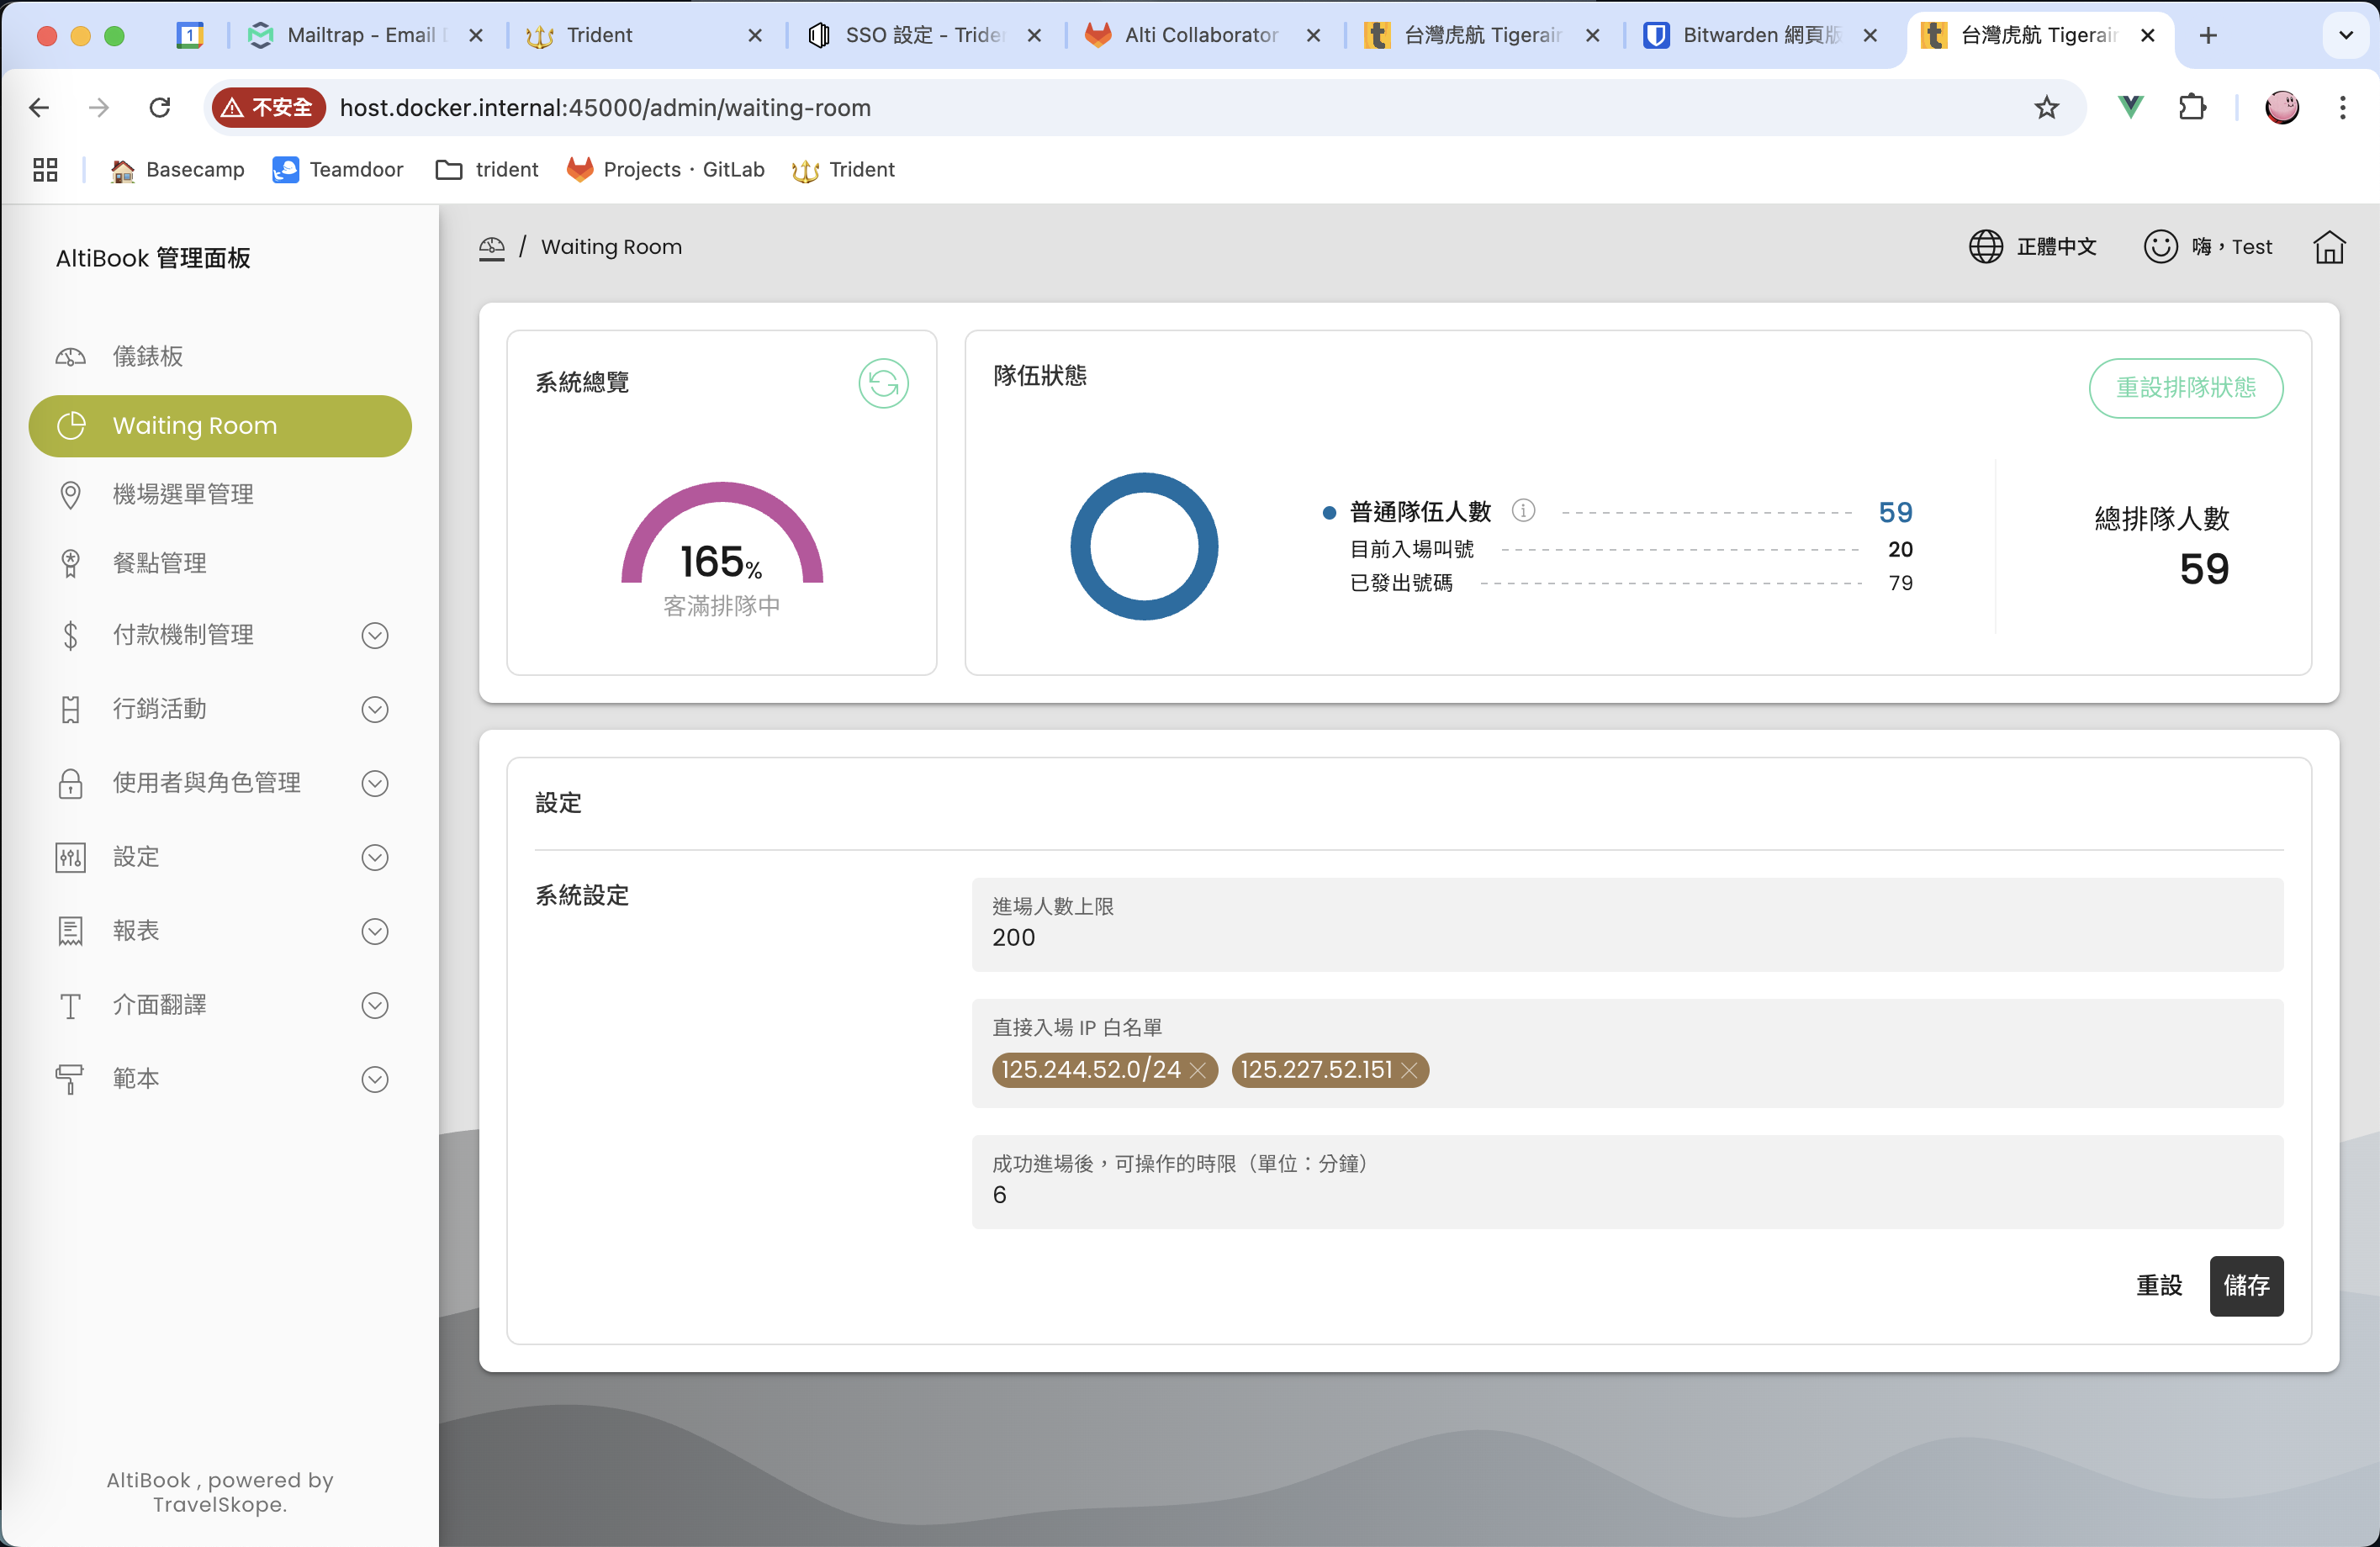 1
Mailtrap - Email
Trident
SSO 設定 - Tride
Alti Collaborator
台灣虎航 Tigerair
Bitwarden 網頁版
台灣虎航 Tigerair
不安全
host.docker.internal:45000/admin/waiting-room
Basecamp
Teamdoor
trident
Projects · GitLab
Trident
AltiBook 管理面板
儀錶板
Waiting Room
機場選單管理
餐點管理
付款機制管理
行銷活動
使用者與角色管理
設定
報表
介面翻譯
範本
AltiBook , powered by
TravelSkope.
/ Waiting Room
正體中文
嗨，Test
系統總覽
165%
客滿排隊中
隊伍狀態
重設排隊狀態
普通隊伍人數 59
目前入場叫號 20
已發出號碼 79
總排隊人數
59
設定
系統設定
進場人數上限
200
直接入場 IP 白名單
125.244.52.0/24 125.227.52.151
成功進場後，可操作的時限（單位：分鐘）
6
重設
儲存